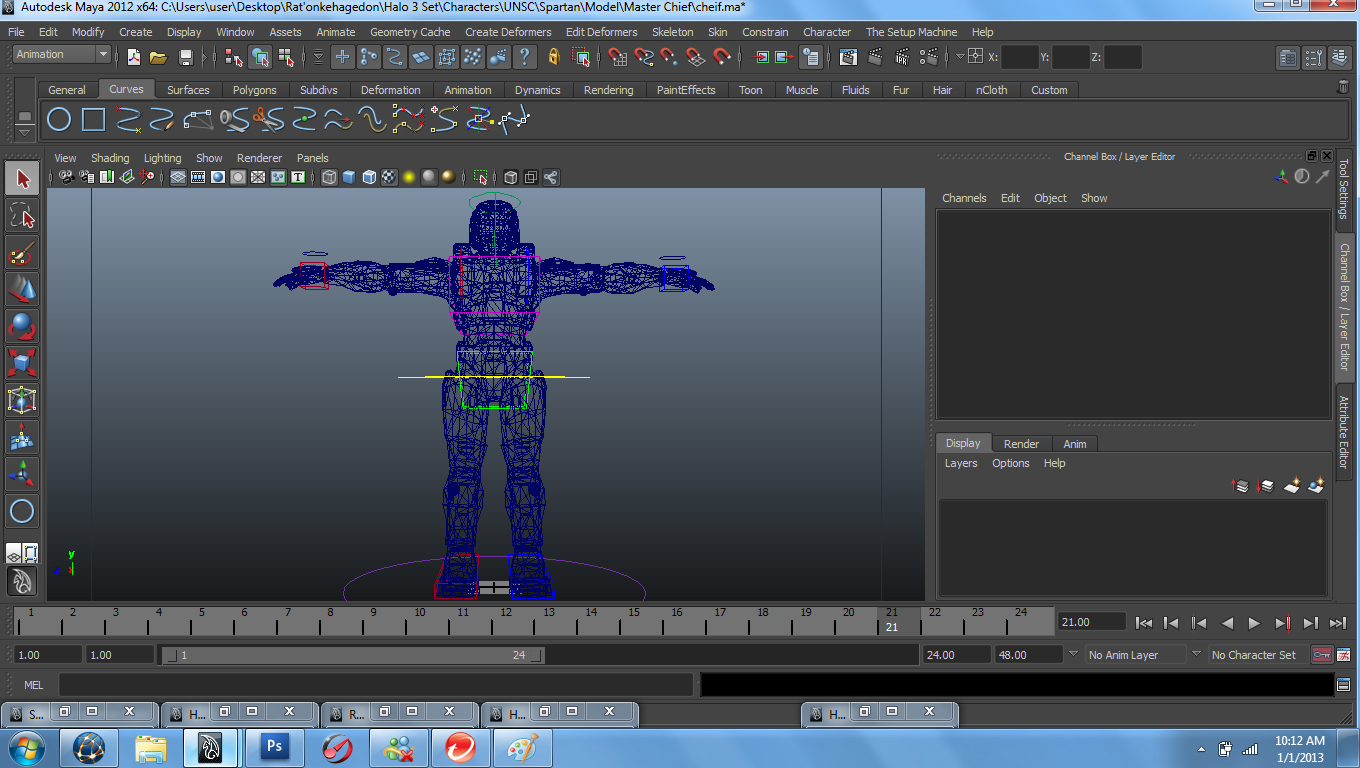 Autodesk Maya 2012 x64: C:\Users\user\Desktop\Rat'onkehagedon\Halo 3 Set\Characters\UNSC\Spartan\Model\Master Chief\cheif.ma*
File Edit Modify Create Display Window Assets Animate Geometry Cache Create Deformers Edit Deformers Skeleton Skin Constrain Character The Setup Machine Help
Animation X: Y: Z:
General Curves Surfaces Polygons Subdivs Deformation Animation Dynamics Rendering PaintEffects Toon Muscle Fluids Fur Hair nCloth Custom
View Shading Lighting Show Renderer Panels
Channel Box / Layer Editor
Channels Edit Object Show
Tool Settings
Channel Box / Layer Editor
Attribute Editor
Display Render Anim
Layers Options Help
y
1 2 3 4 5 6 7 8 9 10 11 12 13 14 15 16 17 18 19 20 21 22 23 24
21
21.00
1.00 1.00 1 24 24.00 48.00 No Anim Layer No Character Set
MEL
S... H... R... H... H...
Ps
10:12 AM
1/1/2013